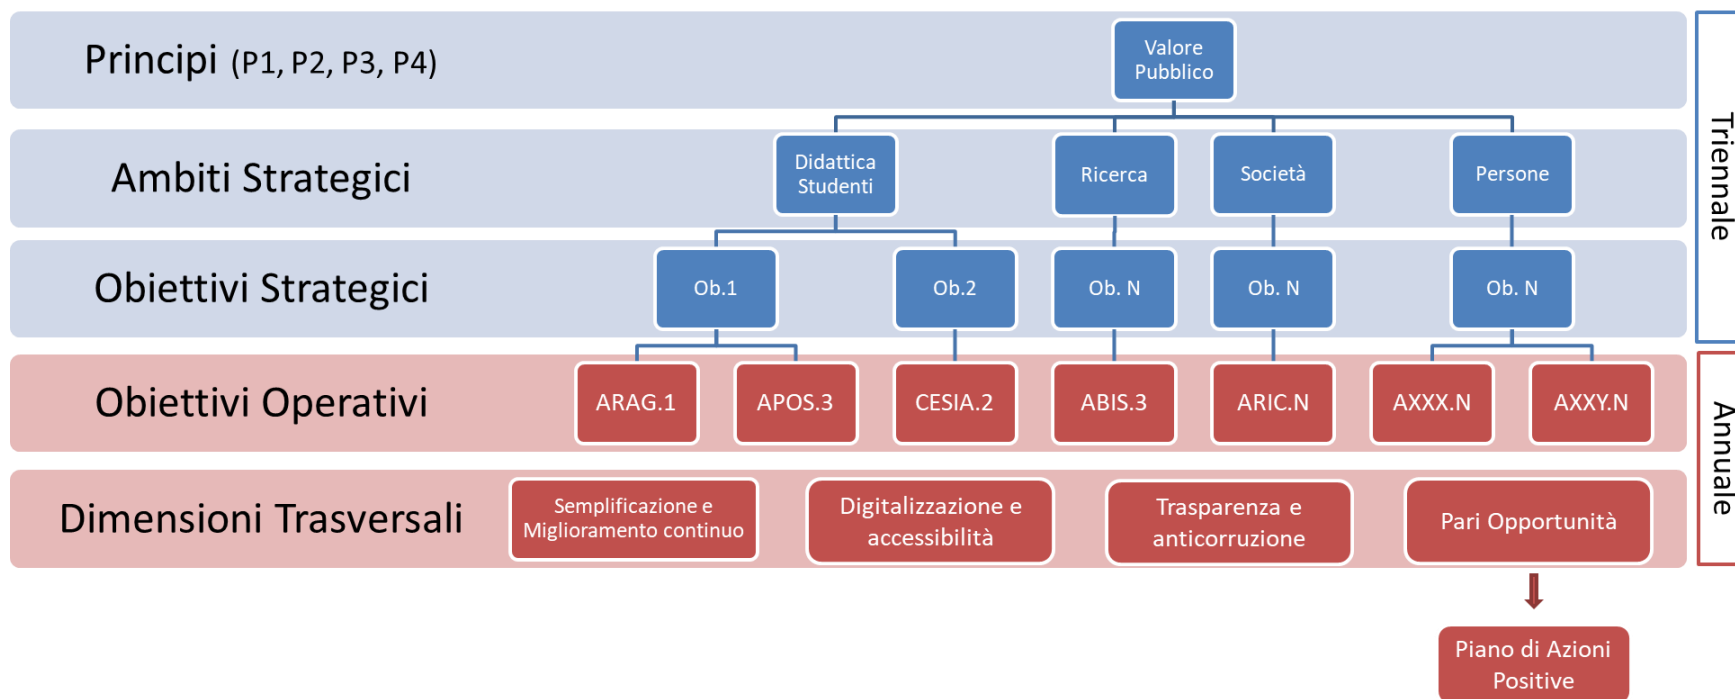 Principi (P1, P2, P3, P4)
Valore
Pubblico
Triennale
Ambiti Strategici
Didattica
Studenti
Ricerca
Società
Persone
Obiettivi Strategici
Ob.1
Ob.2
Ob. N
Ob. N
Ob. N
Obiettivi Operativi
ARAG.1
APOS.3
CESIA.2
ABIS.3
ARIC.N
AXXX.N
AXXY.N
Annuale
Dimensioni Trasversali
Semplificazione e
Miglioramento continuo
Digitalizzazione e
accessibilità
Trasparenza e
anticorruzione
Pari Opportunità
Piano di Azioni
Positive